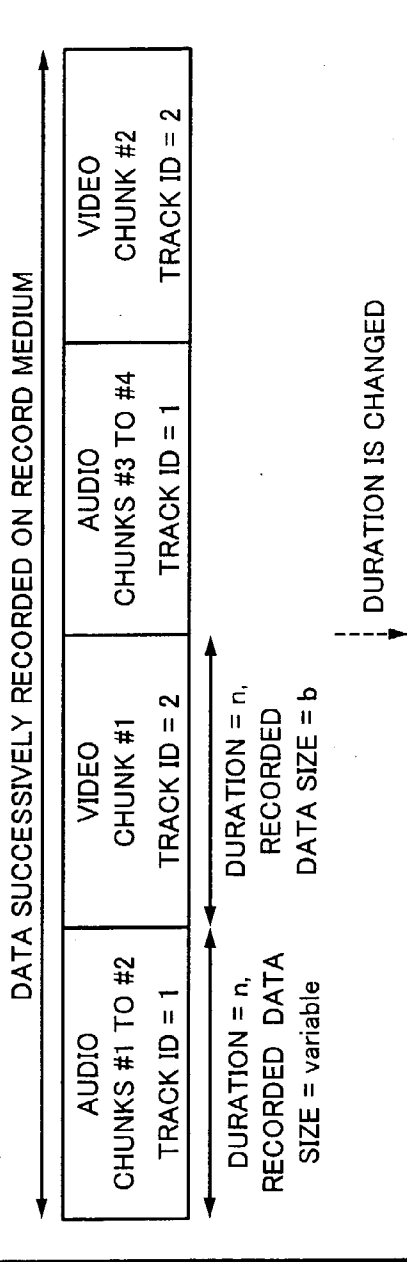 DATA SUCCESSIVELY RECORDED ON RECORD MEDIUM
AUDIO
CHUNKS #1 TO #2
TRACK ID = 1
VIDEO
CHUNK #1
TRACK ID = 2
AUDIO
CHUNKS #3 TO #4
TRACK ID = 1
VIDEO
CHUNK #2
TRACK ID = 2
DURATION = n,
RECORDED DATA
SIZE = variable
DURATION = n,
RECORDED
DATA SIZE = b
DURATION IS CHANGED